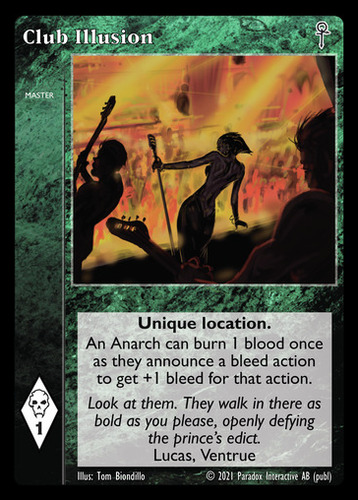 Club Illusion
MASTER
Unique location.
An Anarch can burn 1 blood once
as they announce a bleed action
to get +1 bleed for that action.
Look at them. They walk in there as
bold as you please, openly defying
the prince's edict.
Lucas, Ventrue
1
Illus: Tom Biondillo
© 2021 Paradox Interactive AB (publ)